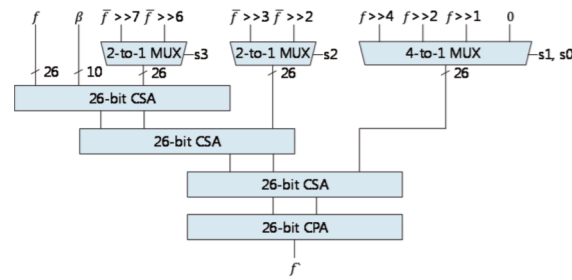 f β f̅ >>7 f̅ >>6 f̅ >>3 f̅ >>2 f >>4 f >>2 f >>1 0
2-to-1 MUX s3 2-to-1 MUX s2 4-to-1 MUX s1, s0
26 10 26 26 26
26-bit CSA
26-bit CSA
26-bit CSA
26-bit CPA
f'